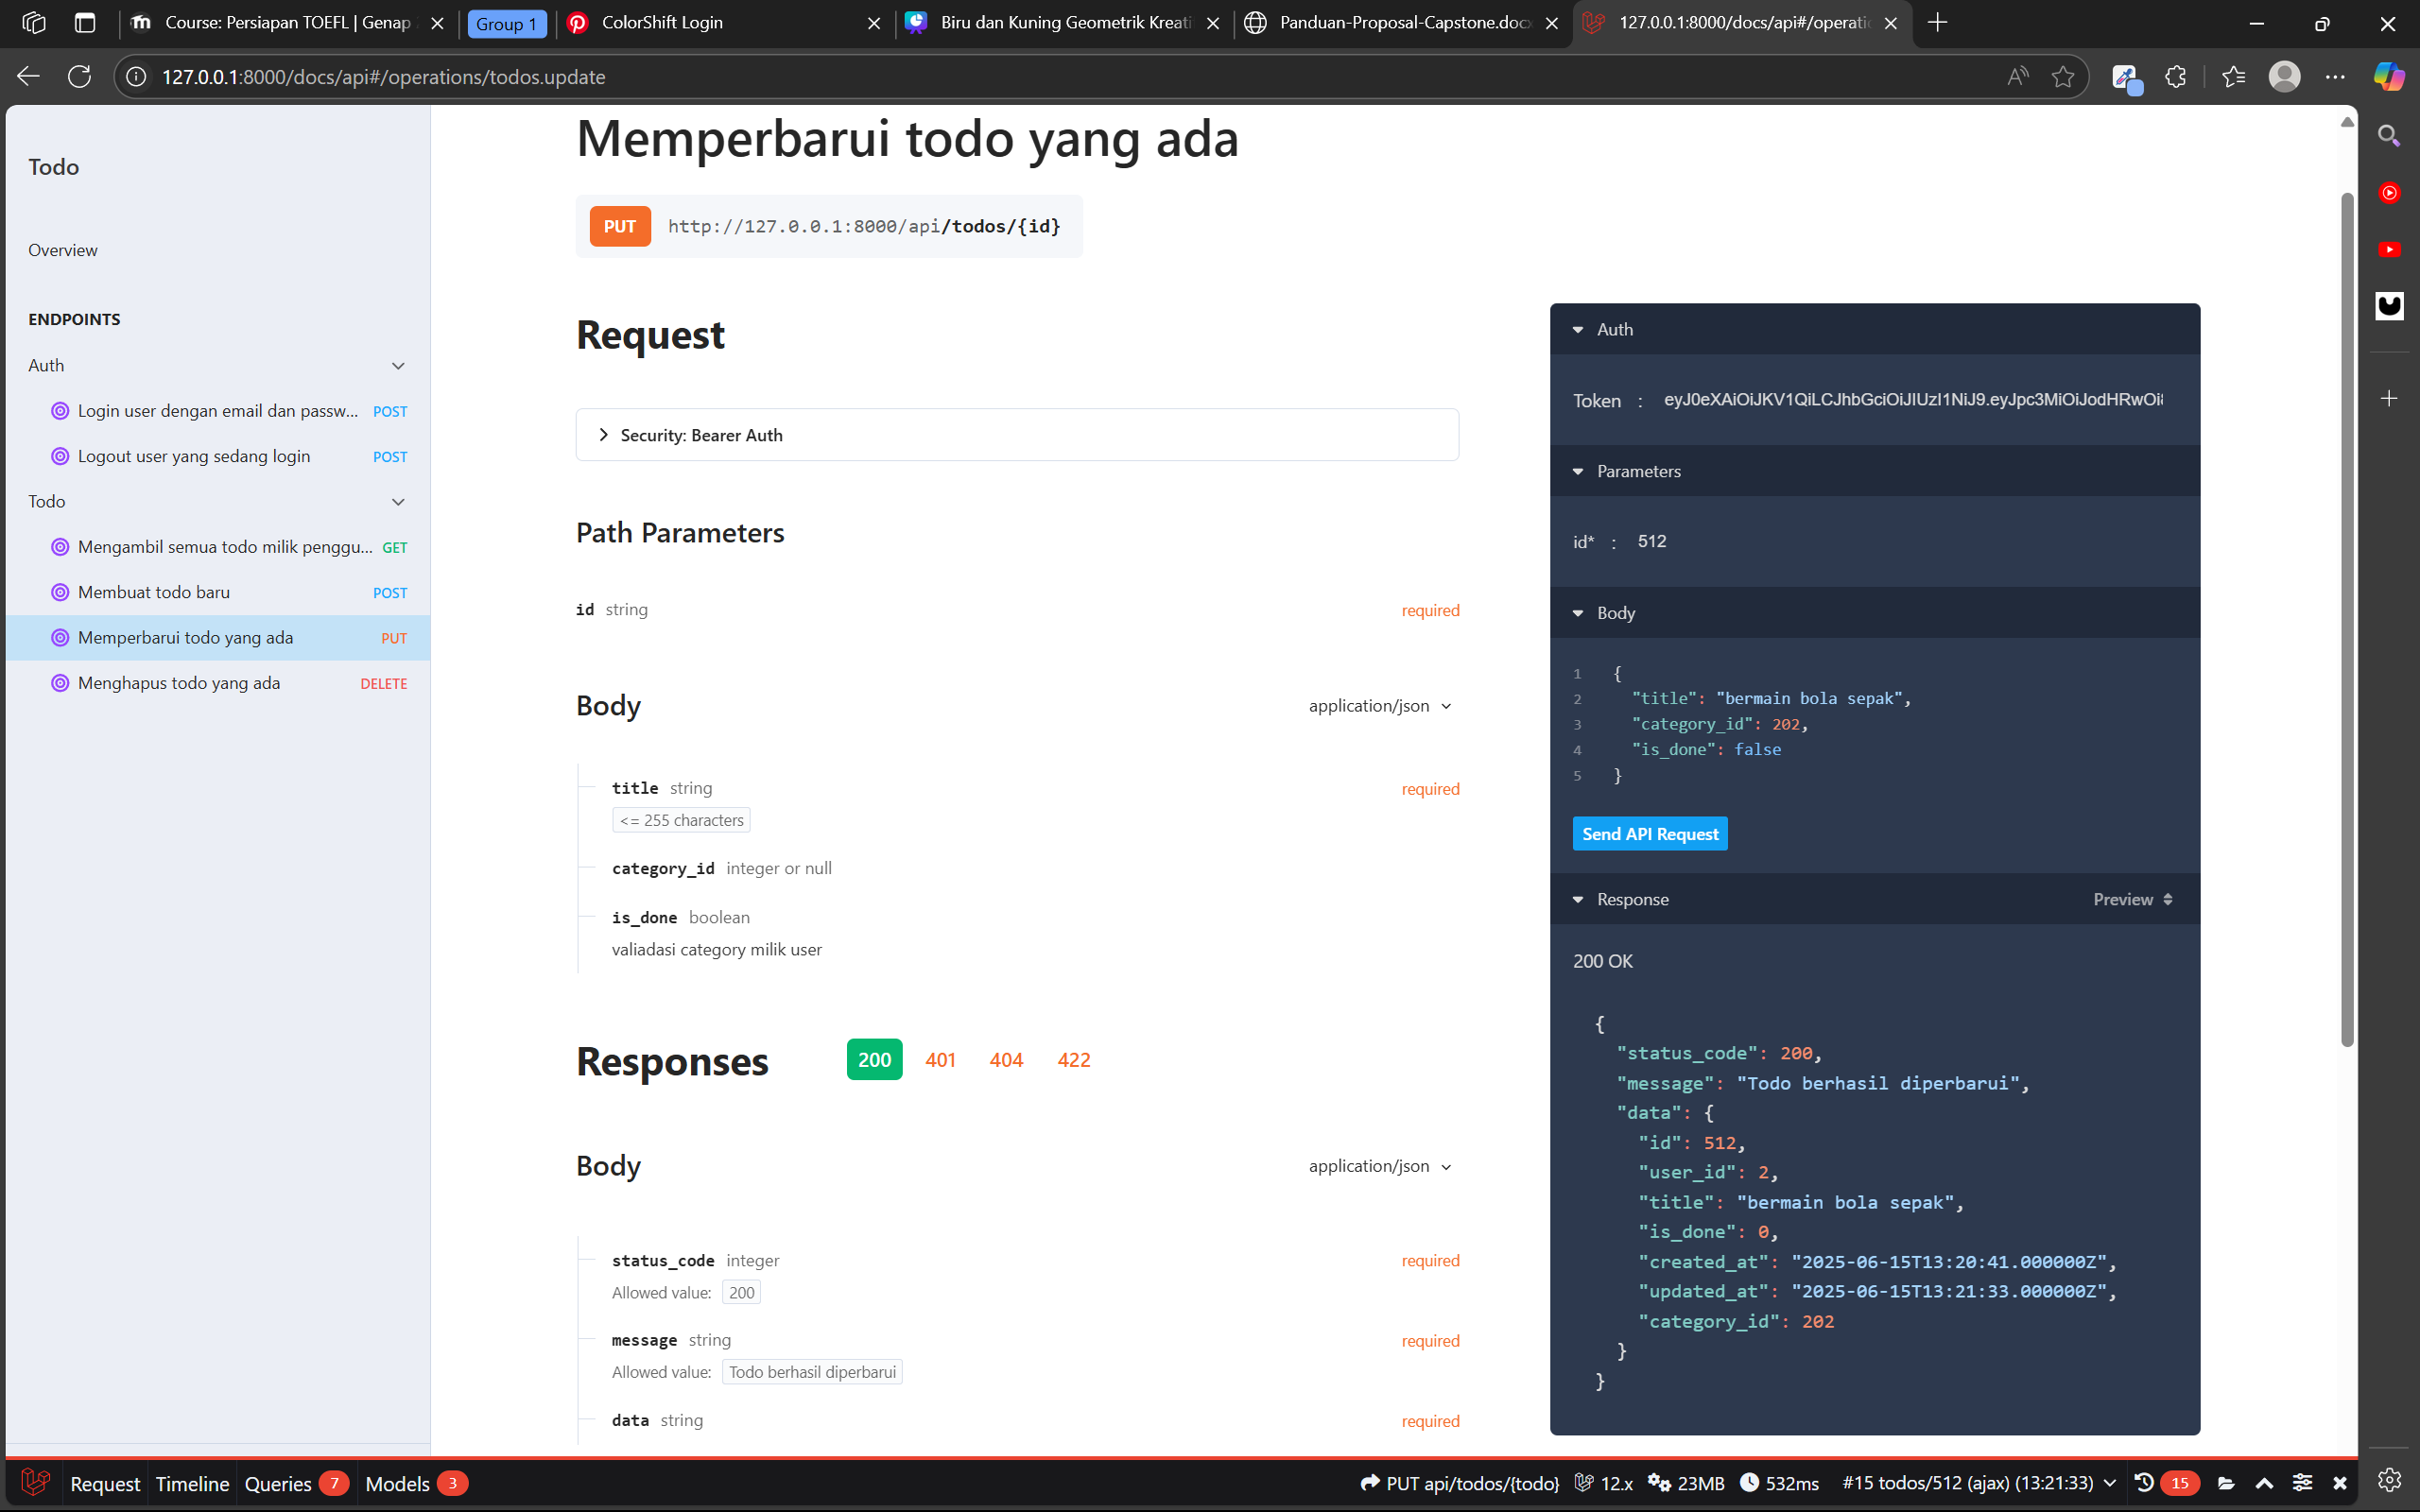 Course: Persiapan TOEFL | Genap
Group 1
ColorShift Login
Biru dan Kuning Geometrik Kreati
Panduan-Proposal-Capstone.docx
127.0.0.1:8000/docs/api#/operatic
127.0.0.1:8000/docs/api#/operations/todos.update
Todo
Overview
ENDPOINTS
Auth
Login user dengan email dan passw... POST
Logout user yang sedang login POST
Todo
Mengambil semua todo milik penggu... GET
Membuat todo baru POST
Memperbarui todo yang ada PUT
Menghapus todo yang ada DELETE
Memperbarui todo yang ada
PUT http://127.0.0.1:8000/api/todos/{id}
Request
Security: Bearer Auth
Path Parameters
id string required
Body application/json
title string required
<= 255 characters
category_id integer or null
is_done boolean
valiadasi category milik user
Responses 200 401 404 422
Body application/json
status_code integer required
Allowed value: 200
message string required
Allowed value: Todo berhasil diperbarui
data string required
Auth
Token : eyJ0eXAiOiJKV1QiLCJhbGciOiJIUzI1NiJ9.eyJpc3MiOiJodHRwOi
Parameters
id* : 512
Body
1 {
2 "title": "bermain bola sepak",
3 "category_id": 202,
4 "is_done": false
5 }
Send API Request
Response Preview
200 OK
{
"status_code": 200,
"message": "Todo berhasil diperbarui",
"data": {
"id": 512,
"user_id": 2,
"title": "bermain bola sepak",
"is_done": 0,
"created_at": "2025-06-15T13:20:41.000000Z",
"updated_at": "2025-06-15T13:21:33.000000Z",
"category_id": 202
}
}
Request Timeline Queries 7 Models 3 PUT api/todos/{todo} 12.x 23MB 532ms #15 todos/512 (ajax) (13:21:33) 15